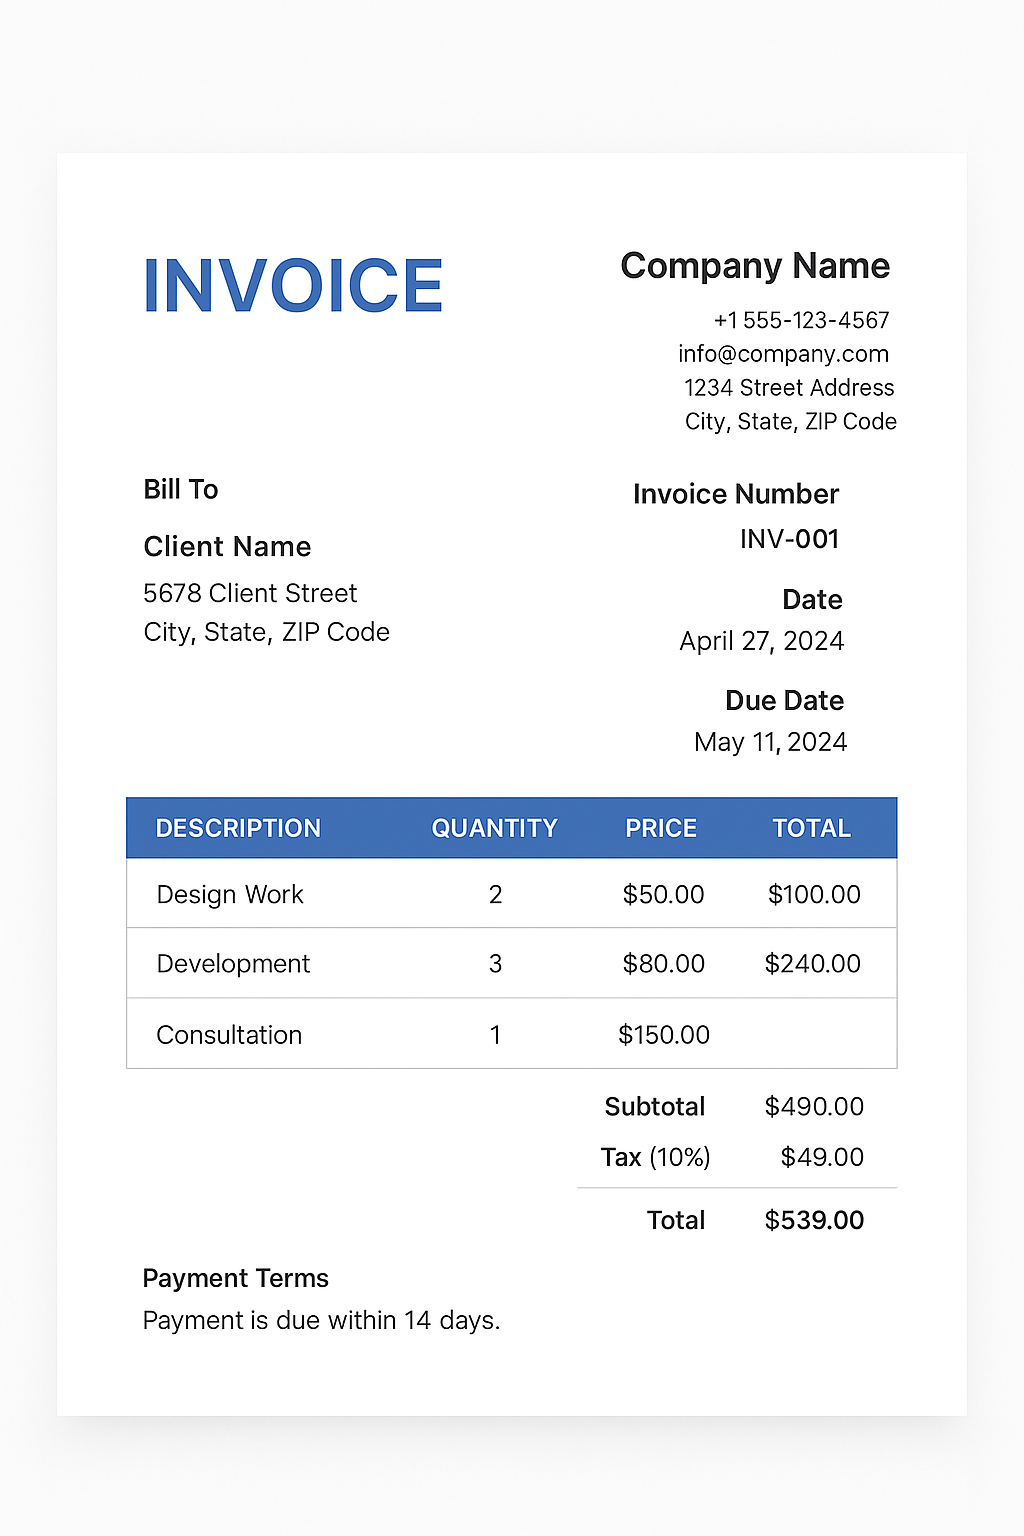 INVOICE
Company Name
+1 555-123-4567
info@company.com
1234 Street Address
City, State, ZIP Code
Bill To
Client Name
5678 Client Street
City, State, ZIP Code
Invoice Number
INV-001
Date
April 27, 2024
Due Date
May 11, 2024
DESCRIPTION QUANTITY PRICE TOTAL
Design Work 2 $50.00 $100.00
Development 3 $80.00 $240.00
Consultation 1 $150.00
Subtotal $490.00
Tax (10%) $49.00
Total $539.00
Payment Terms
Payment is due within 14 days.